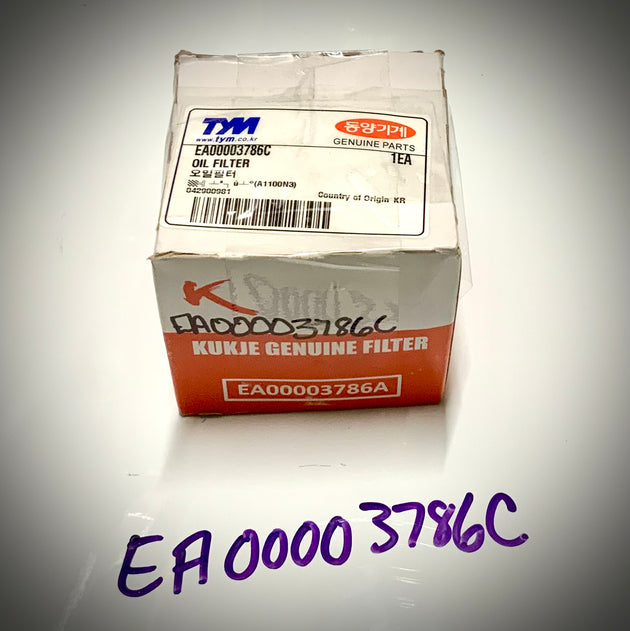 TYM
www.tym.co.kr
동양기계
GENUINE PARTS
EA00003786C
1EA
OIL FILTER
오일필터
(A1100N3)
042900981
Country of Origin KR
K
EA00003786C
KUKJE GENUINE FILTER
EA00003786A
EA00003786C